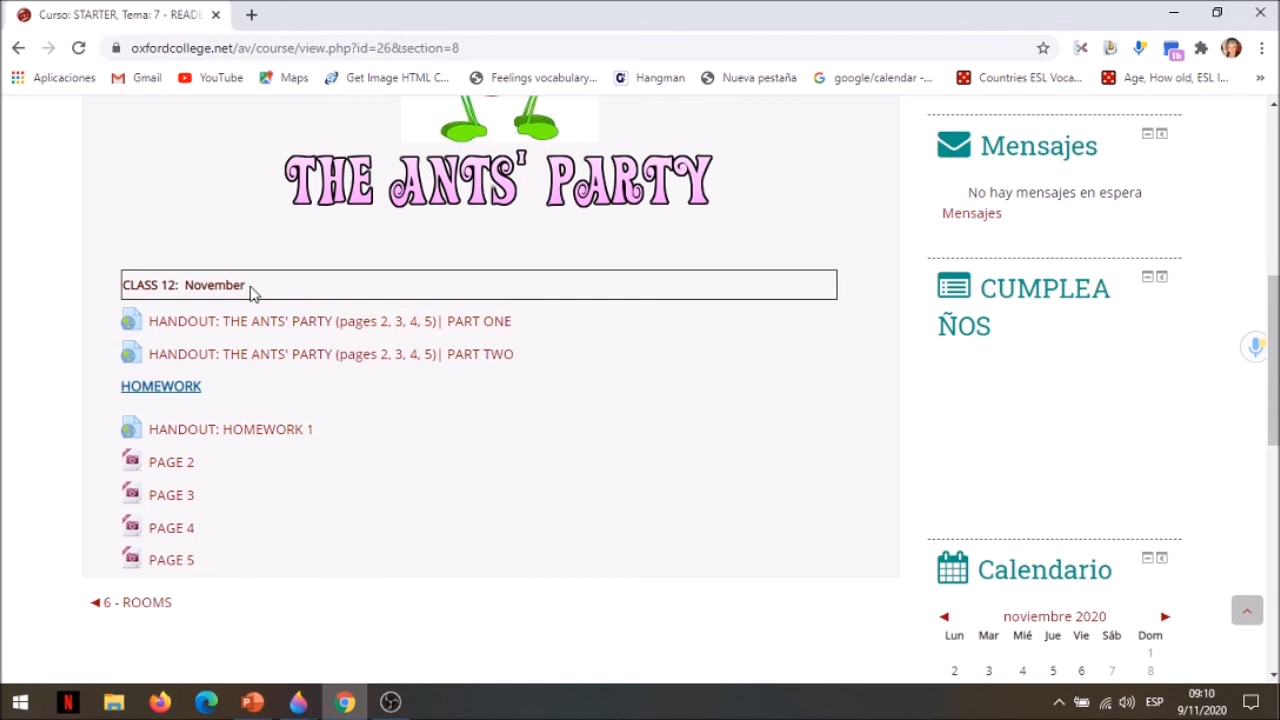 Curso: STARTER, Tema: 7 - READE
oxfordcollege.net/av/course/view.php?id=26&section=8
Aplicaciones
Gmail
YouTube
Maps
Get Image HTML C...
Feelings vocabulary...
Hangman
Nueva pestaña
google/calendar -...
Countries ESL Voca...
Age, How old, ESL I...
»
1h
THE ANTS' PARTY
CLASS 12: November
HANDOUT: THE ANTS' PARTY (pages 2, 3, 4, 5)| PART ONE
HANDOUT: THE ANTS' PARTY (pages 2, 3, 4, 5)| PART TWO
HOMEWORK
HANDOUT: HOMEWORK 1
PAGE 2
PAGE 3
PAGE 4
PAGE 5
6 - ROOMS
Mensajes
No hay mensajes en espera
Mensajes
CUMPLEA
ÑOS
Calendario
noviembre 2020
Lun Mar Mié Jue Vie Sáb Dom
1
2 3 4 5 6 7 8
ESP
09:10
9/11/2020